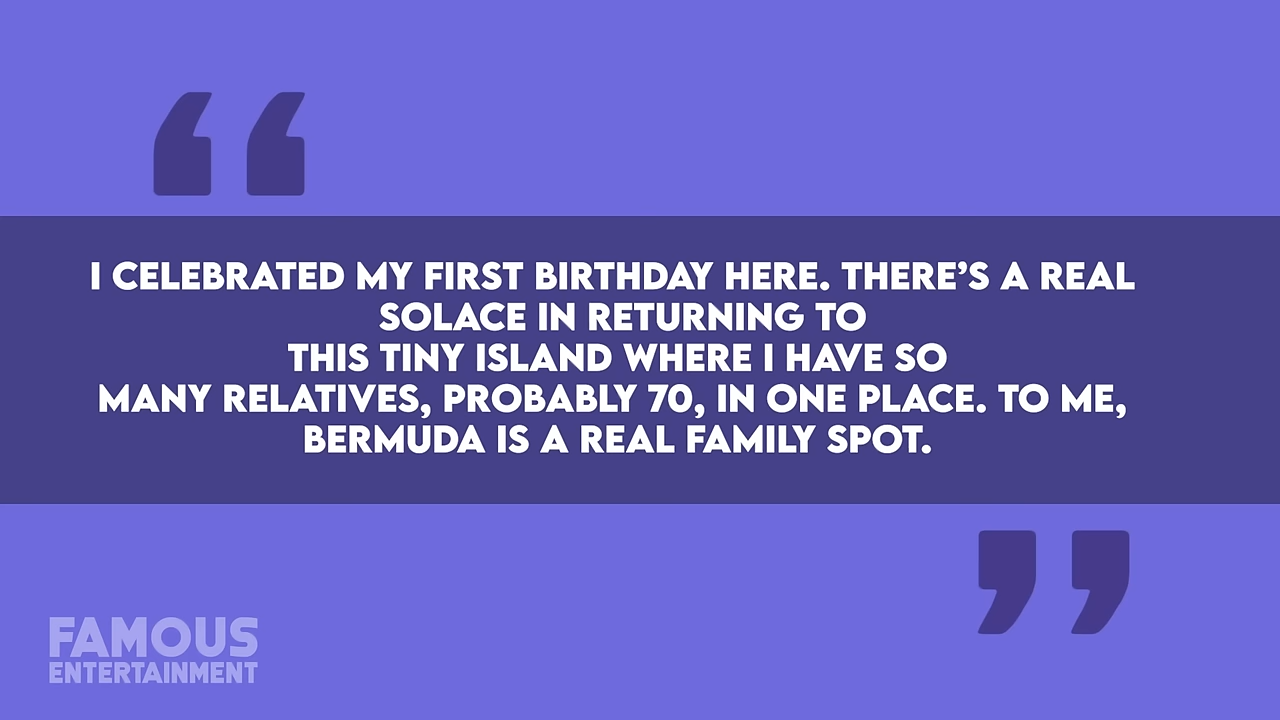 I CELEBRATED MY FIRST BIRTHDAY HERE. THERE’S A REAL
SOLACE IN RETURNING TO
THIS TINY ISLAND WHERE I HAVE SO
MANY RELATIVES, PROBABLY 70, IN ONE PLACE. TO ME,
BERMUDA IS A REAL FAMILY SPOT.
FAMOUS
ENTERTAINMENT